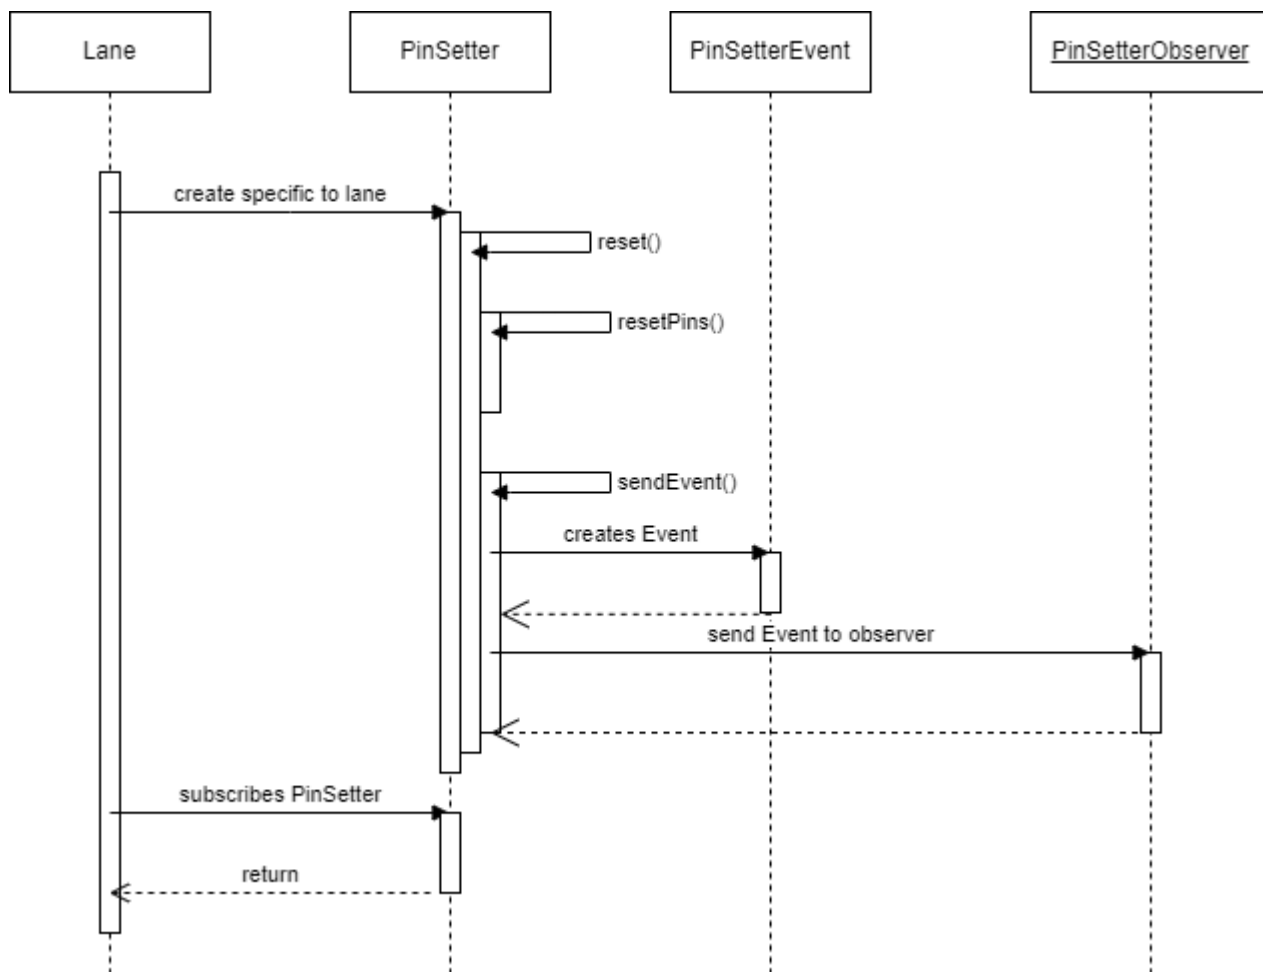 Lane
PinSetter
PinSetterEvent
PinSetterObserver
create specific to lane
reset()
resetPins()
sendEvent()
creates Event
send Event to observer
subscribes PinSetter
return